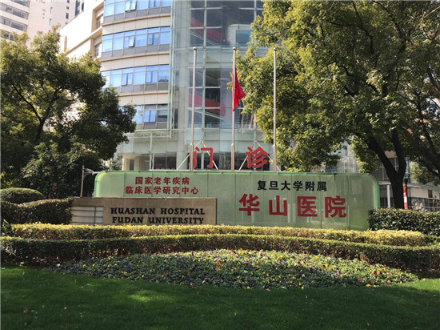 门诊
国家老年疾病
临床医学研究中心
复旦大学附属
华山医院
HUASHAN HOSPITAL
FUDAN UNIVERSITY